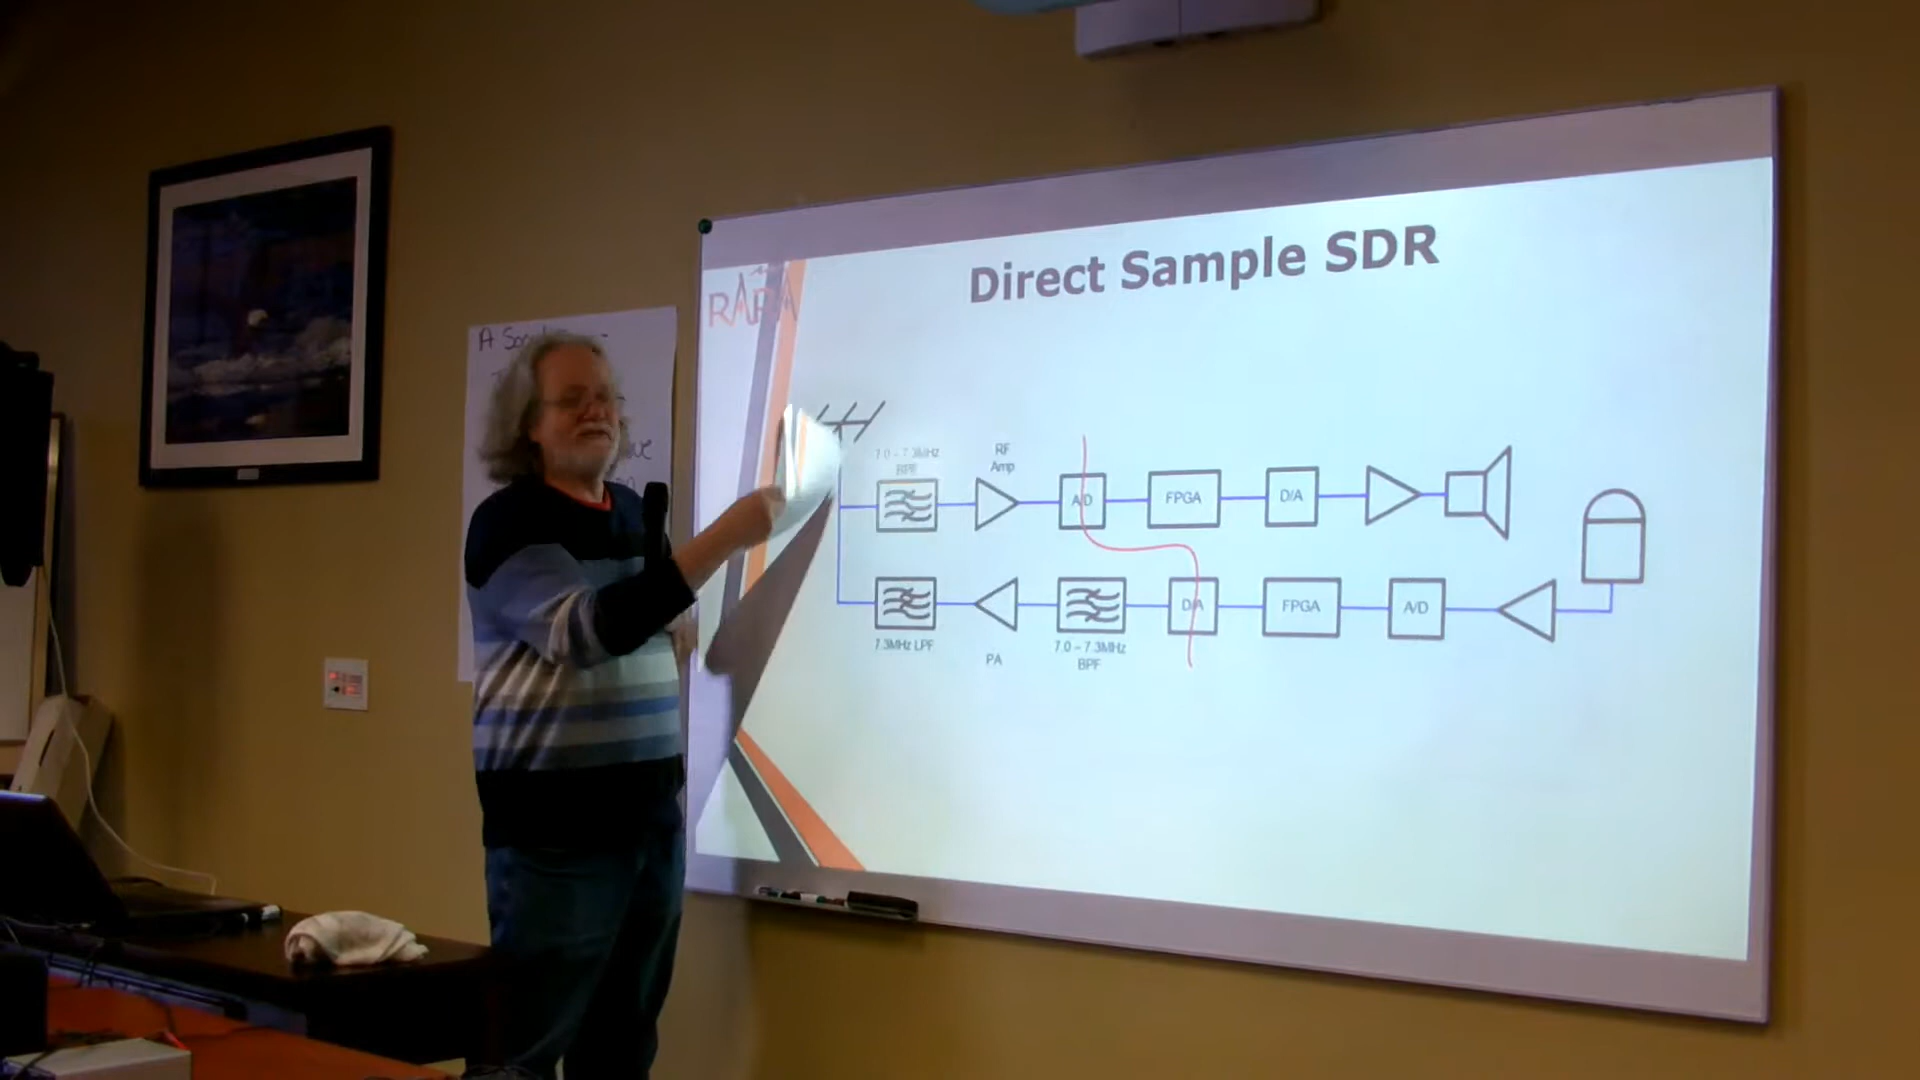 Direct Sample SDR
RARA
A
7.0 – 7.3MHz
BPF
RF
Amp
A/D
FPGA
D/A
D/A
FPGA
A/D
7.3MHz LPF
PA
7.0 – 7.3MHz
BPF